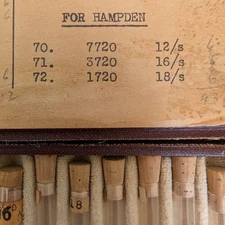 FOR HAMPDEN
70. 7720 12/s
71. 3720 16/s
72. 1720 18/s